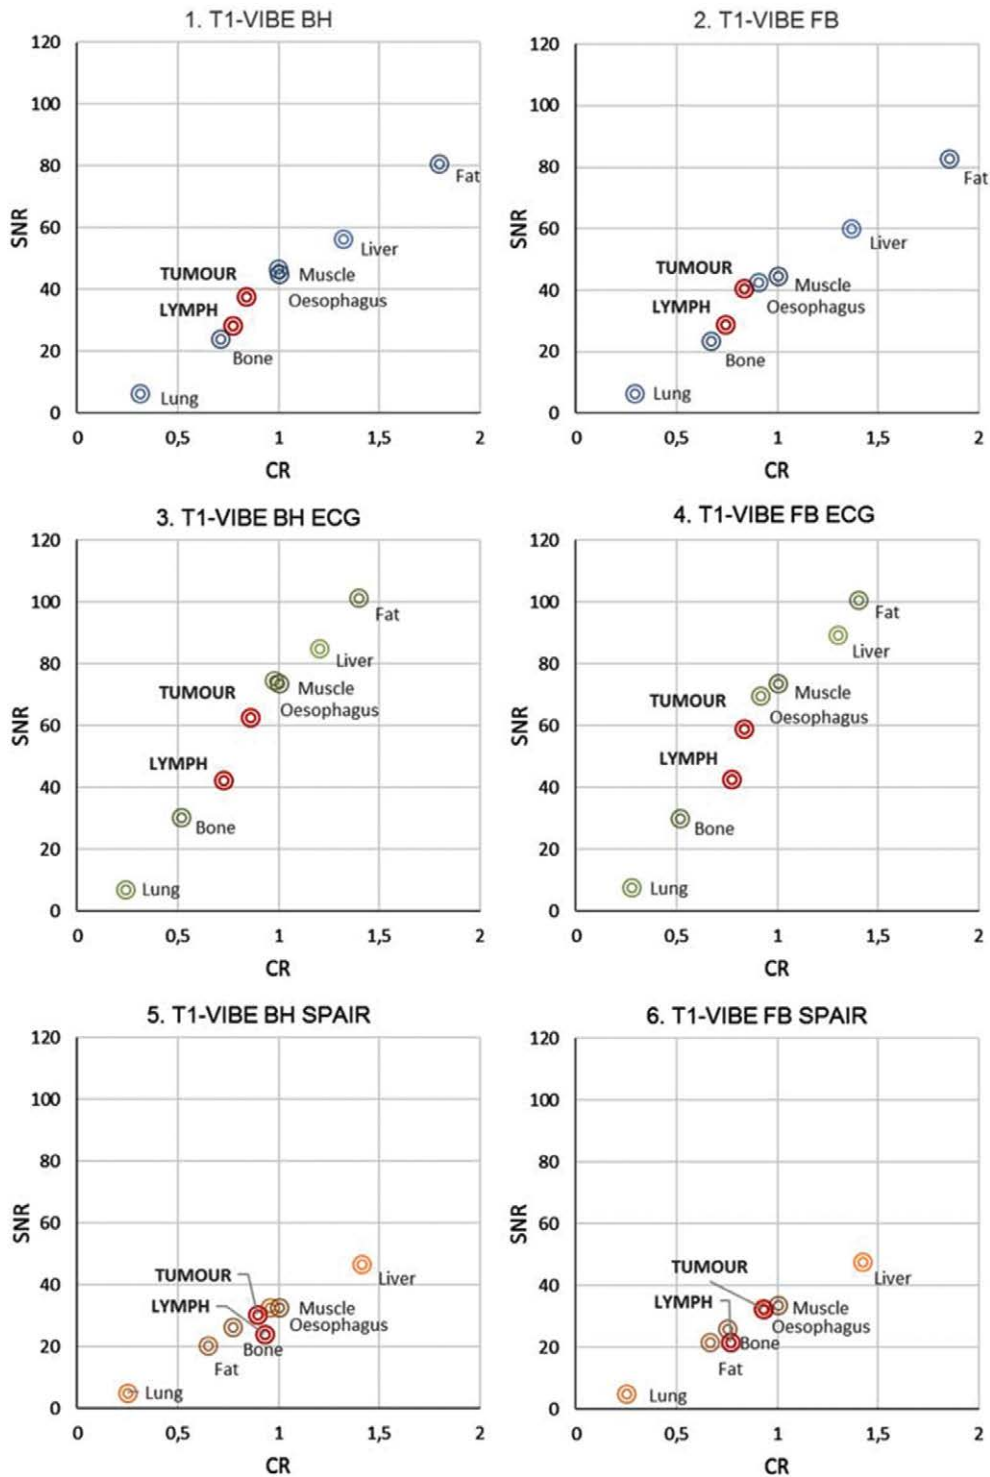 1. T1-VIBE BH
120
100
80
60
40
20
0
SNR
Fat
Liver
TUMOUR
Muscle
Oesophagus
LYMPH
Bone
Lung
0 0,5 1 1,5 2
CR
2. T1-VIBE FB
120
100
80
60
40
20
0
SNR
Fat
Liver
TUMOUR
Muscle
Oesophagus
LYMPH
Bone
Lung
0 0,5 1 1,5 2
CR
3. T1-VIBE BH ECG
120
100
80
60
40
20
0
SNR
Fat
Liver
TUMOUR
Muscle
Oesophagus
LYMPH
Bone
Lung
0 0,5 1 1,5 2
CR
4. T1-VIBE FB ECG
120
100
80
60
40
20
0
SNR
Fat
Liver
TUMOUR
Muscle
Oesophagus
LYMPH
Bone
Lung
0 0,5 1 1,5 2
CR
5. T1-VIBE BH SPAIR
120
100
80
60
40
20
0
SNR
Liver
TUMOUR
LYMPH
Muscle
Oesophagus
Bone
Fat
Lung
0 0,5 1 1,5 2
CR
6. T1-VIBE FB SPAIR
120
100
80
60
40
20
0
SNR
TUMOUR
Liver
LYMPH
Muscle
Oesophagus
Bone
Fat
Lung
0 0,5 1 1,5 2
CR